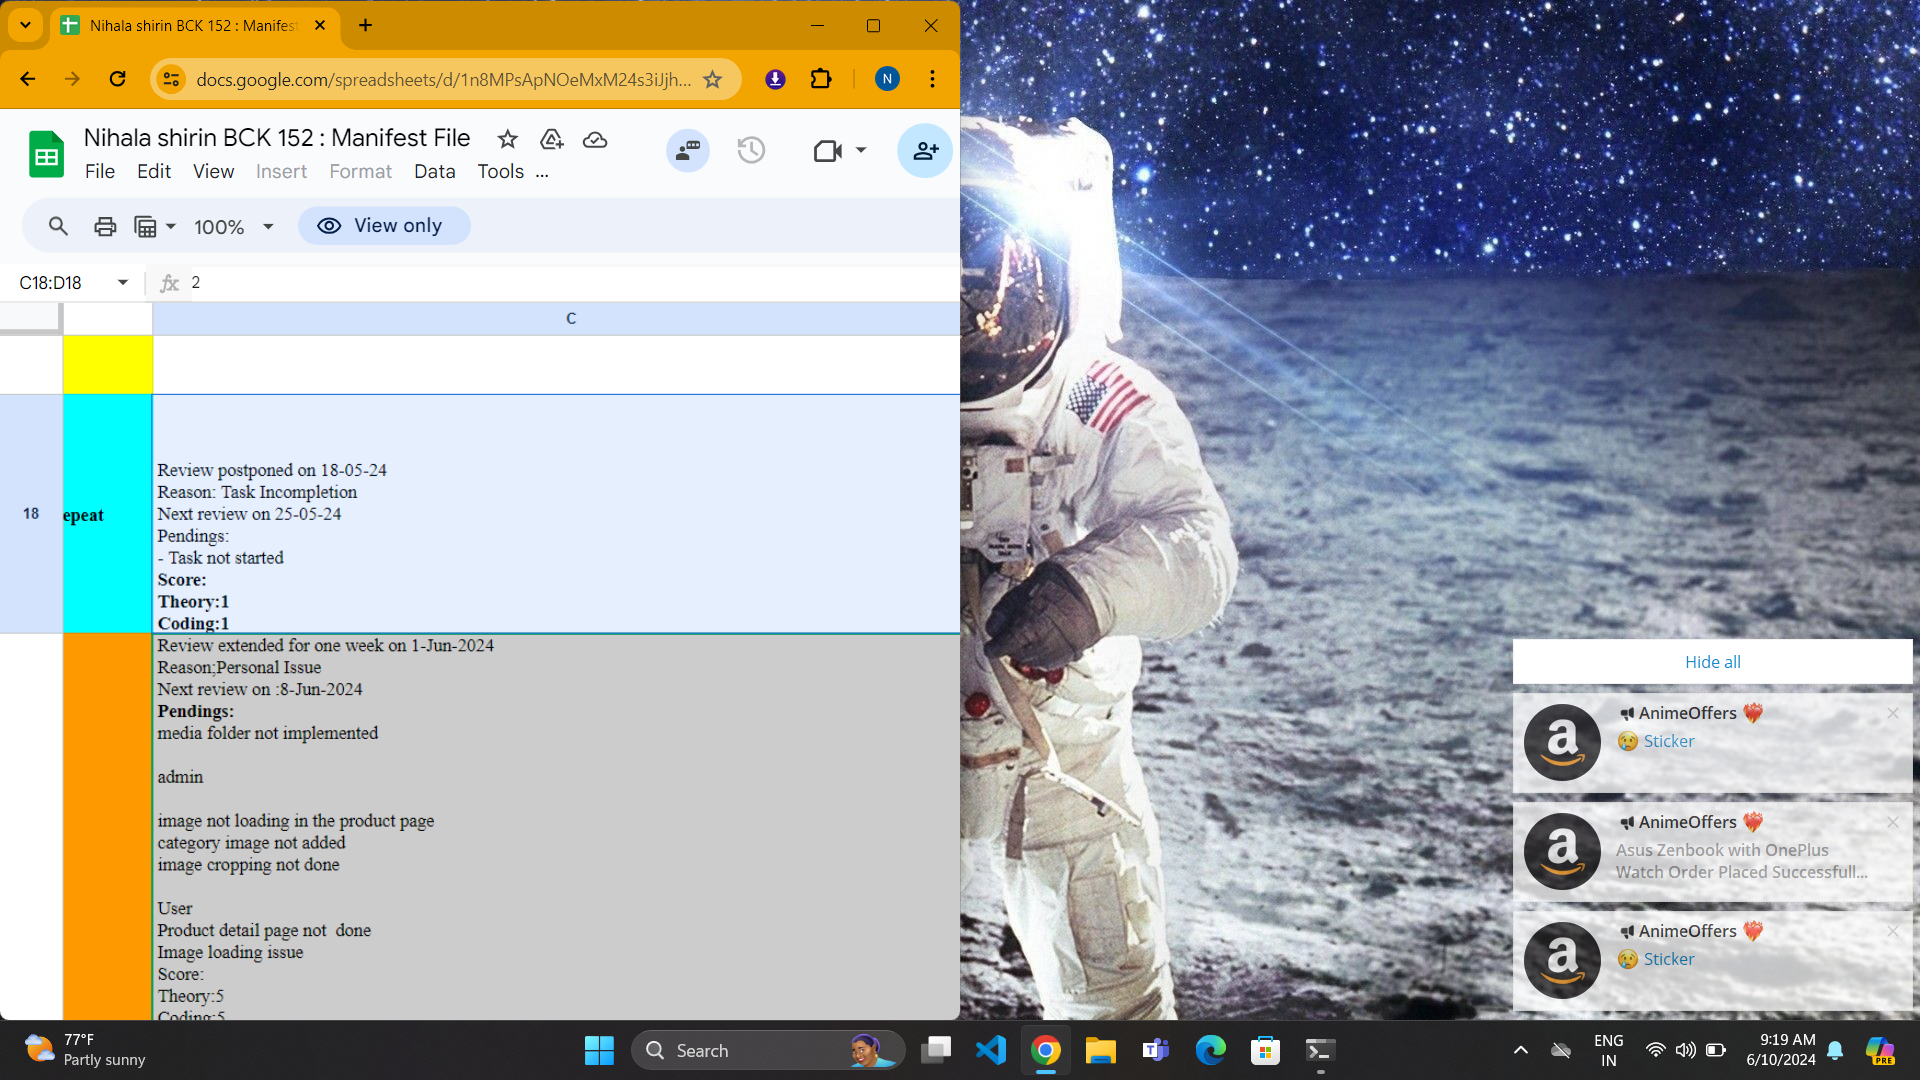 Nihala shirin BCK 152 : Manifest
docs.google.com/spreadsheets/d/1n8MPsApNOeMxM24s3iJjh...
N
Nihala shirin BCK 152 : Manifest File
File Edit View Insert Format Data Tools ...
100% View only
C18:D18 fx 2
C
18
epeat
Review postponed on 18-05-24
Reason: Task Incompletion
Next review on 25-05-24
Pendings:
- Task not started
Score:
Theory:1
Coding:1
Review extended for one week on 1-Jun-2024
Reason;Personal Issue
Next review on :8-Jun-2024
Pendings:
media folder not implemented
admin
image not loading in the product page
category image not added
image cropping not done
User
Product detail page not  done
Image loading issue
Score:
Theory:5
Coding:5
Hide all
AnimeOffers
Sticker
AnimeOffers
Asus Zenbook with OnePlus
Watch Order Placed Successfull...
AnimeOffers
Sticker
77°F
Partly sunny
Search
ENG
IN
9:19 AM
6/10/2024
PRE